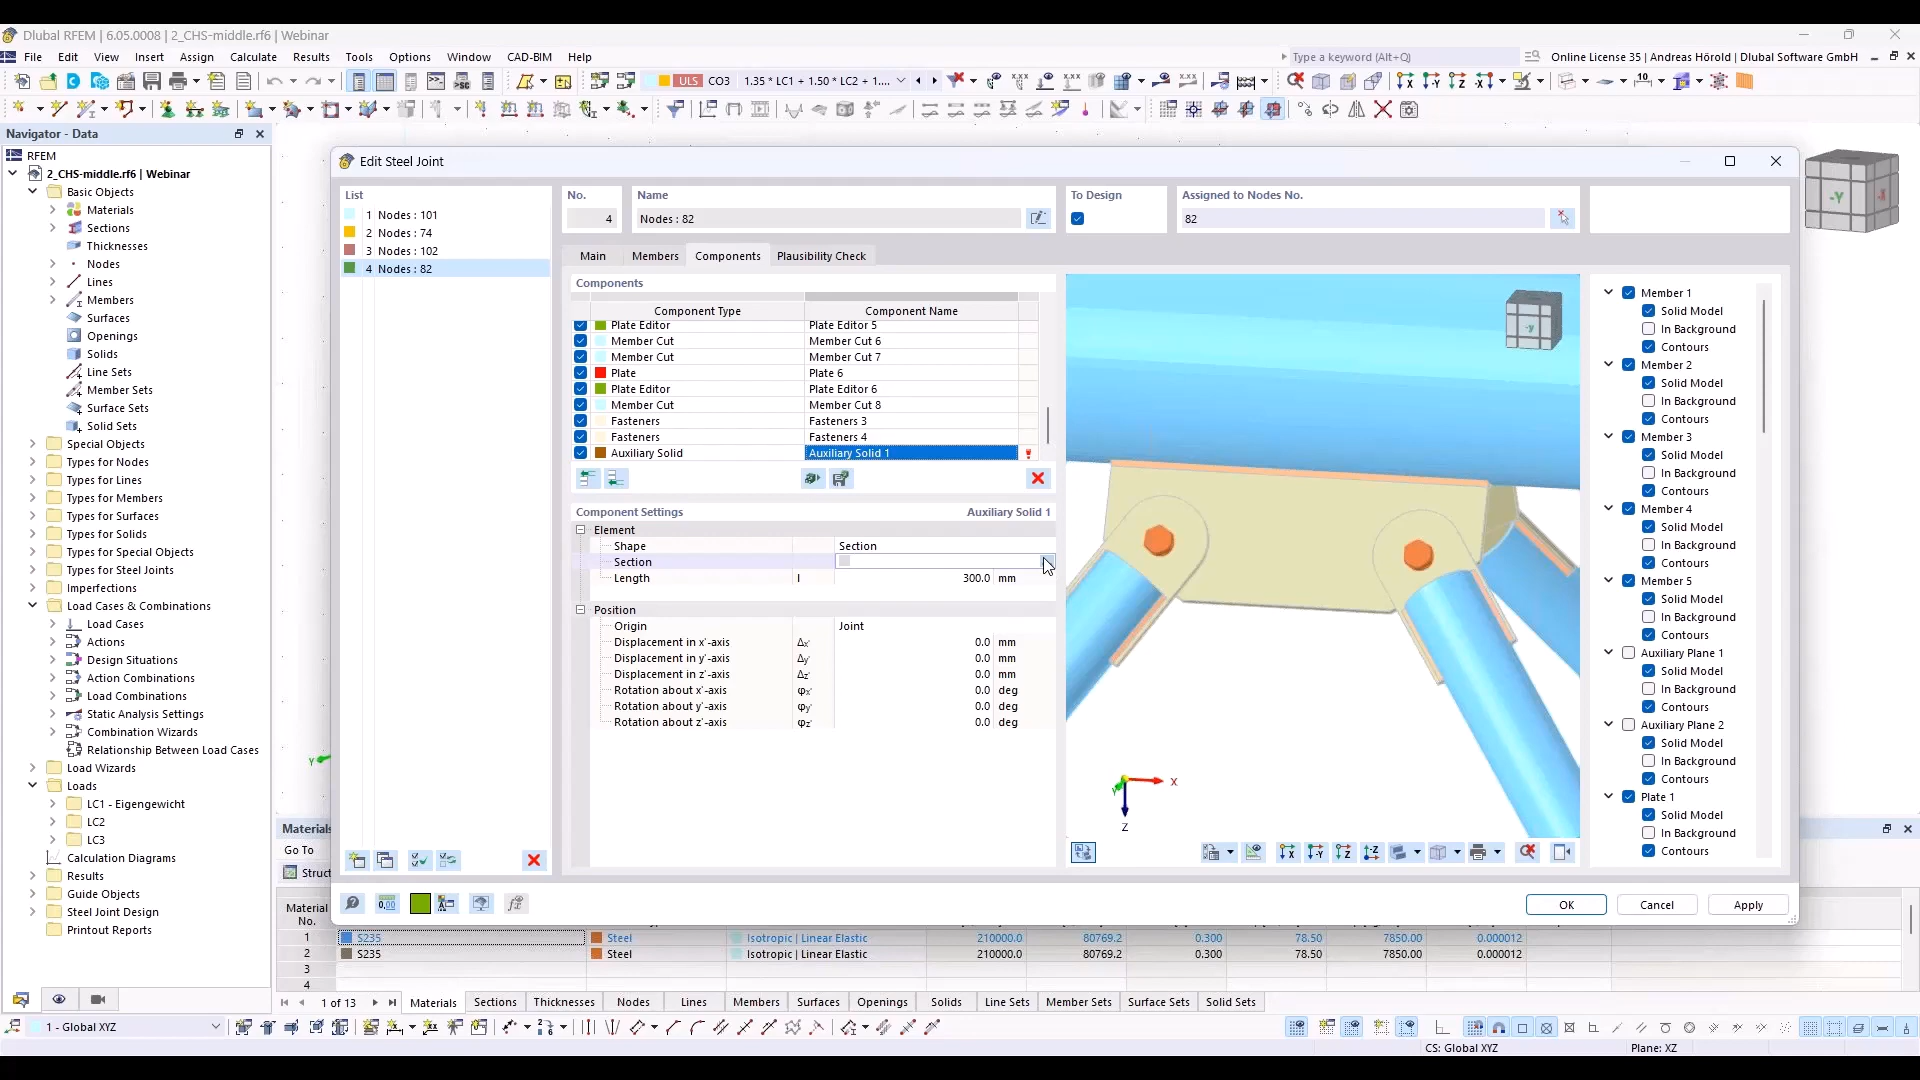 Dlubal RFEM | 6.05.0008 | 2_CHS-middle.rf6 | Webinar
File Edit View Insert Assign Calculate Results Tools Options Window CAD-BIM Help
Type a keyword (Alt+Q)
Online License 35 | Andreas Hörold | Dlubal Software GmbH
ULS CO3 1.35 * LC1 + 1.50 * LC2 + 1....
Navigator - Data
RFEM
2_CHS-middle.rf6 | Webinar
Basic Objects
Materials
Sections
Thicknesses
Nodes
Lines
Members
Surfaces
Openings
Solids
Line Sets
Member Sets
Surface Sets
Solid Sets
Special Objects
Types for Nodes
Types for Lines
Types for Members
Types for Surfaces
Types for Solids
Types for Special Objects
Types for Steel Joints
Imperfections
Load Cases & Combinations
Load Cases
Actions
Design Situations
Action Combinations
Load Combinations
Static Analysis Settings
Combination Wizards
Relationship Between Load Cases
Load Wizards
Loads
LC1 - Eigengewicht
LC2
LC3
Calculation Diagrams
Results
Guide Objects
Steel Joint Design
Printout Reports
Edit Steel Joint
List
1 Nodes : 101
2 Nodes : 74
3 Nodes : 102
4 Nodes : 82
No.
4
Name
Nodes : 82
To Design
Assigned to Nodes No.
82
Main Members Components Plausibility Check
Components
Component Type Component Name
Plate Editor Plate Editor 5
Member Cut Member Cut 6
Member Cut Member Cut 7
Plate Plate 6
Plate Editor Plate Editor 6
Member Cut Member Cut 8
Fasteners Fasteners 3
Fasteners Fasteners 4
Auxiliary Solid Auxiliary Solid 1
Component Settings Auxiliary Solid 1
Element
Shape Section
Section
Length l 300.0 mm
Position
Origin Joint
Displacement in x'-axis Δx' 0.0 mm
Displacement in y'-axis Δy' 0.0 mm
Displacement in z'-axis Δz' 0.0 mm
Rotation about x'-axis φx' 0.0 deg
Rotation about y'-axis φy' 0.0 deg
Rotation about z'-axis φz' 0.0 deg
X
Z
Member 1
Solid Model
In Background
Contours
Member 2
Solid Model
In Background
Contours
Member 3
Solid Model
In Background
Contours
Member 4
Solid Model
In Background
Contours
Member 5
Solid Model
In Background
Contours
Auxiliary Plane 1
Solid Model
In Background
Contours
Auxiliary Plane 2
Solid Model
In Background
Contours
Plate 1
Solid Model
In Background
Contours
OK Cancel Apply
Materials
Go To
Struct
Material
No.
1 S235 Steel Isotropic | Linear Elastic 210000.0 80769.2 0.300 78.50 7850.00 0.000012
2 S235 Steel Isotropic | Linear Elastic 210000.0 80769.2 0.300 78.50 7850.00 0.000012
3
4
1 of 13 Materials Sections Thicknesses Nodes Lines Members Surfaces Openings Solids Line Sets Member Sets Surface Sets Solid Sets
1 - Global XYZ
CS: Global XYZ Plane: XZ